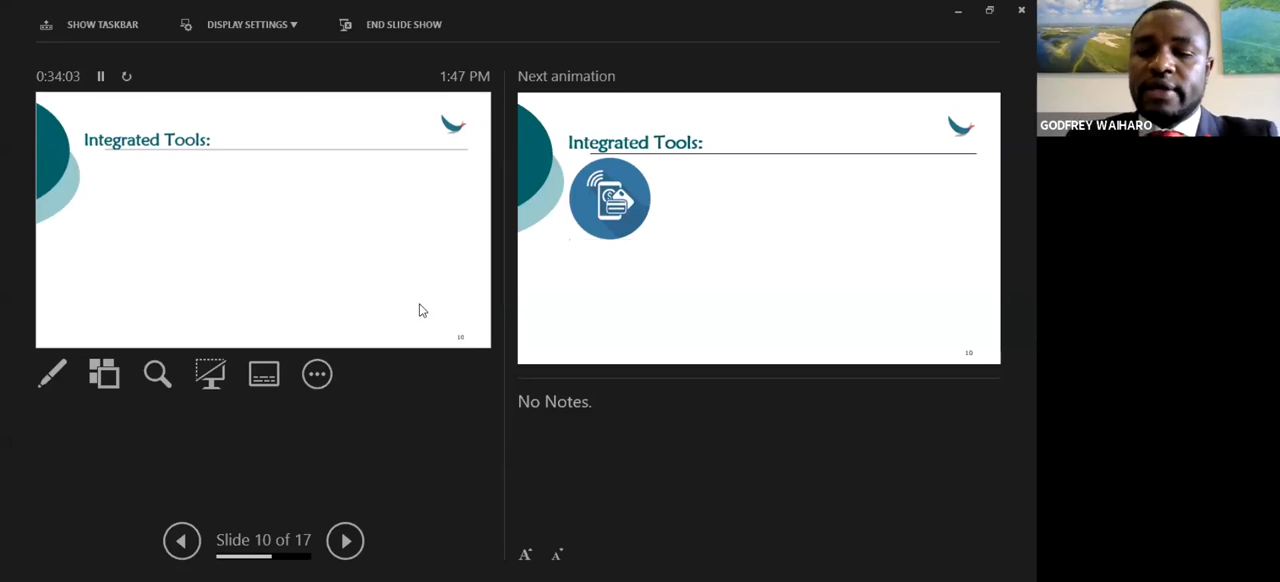 SHOW TASKBAR
DISPLAY SETTINGS ▼
END SLIDE SHOW
0:34:03
1:47 PM
Next animation
Integrated Tools:
10
Integrated Tools:
10
No Notes.
Slide 10 of 17
A
A
GODFREY WAIHARO